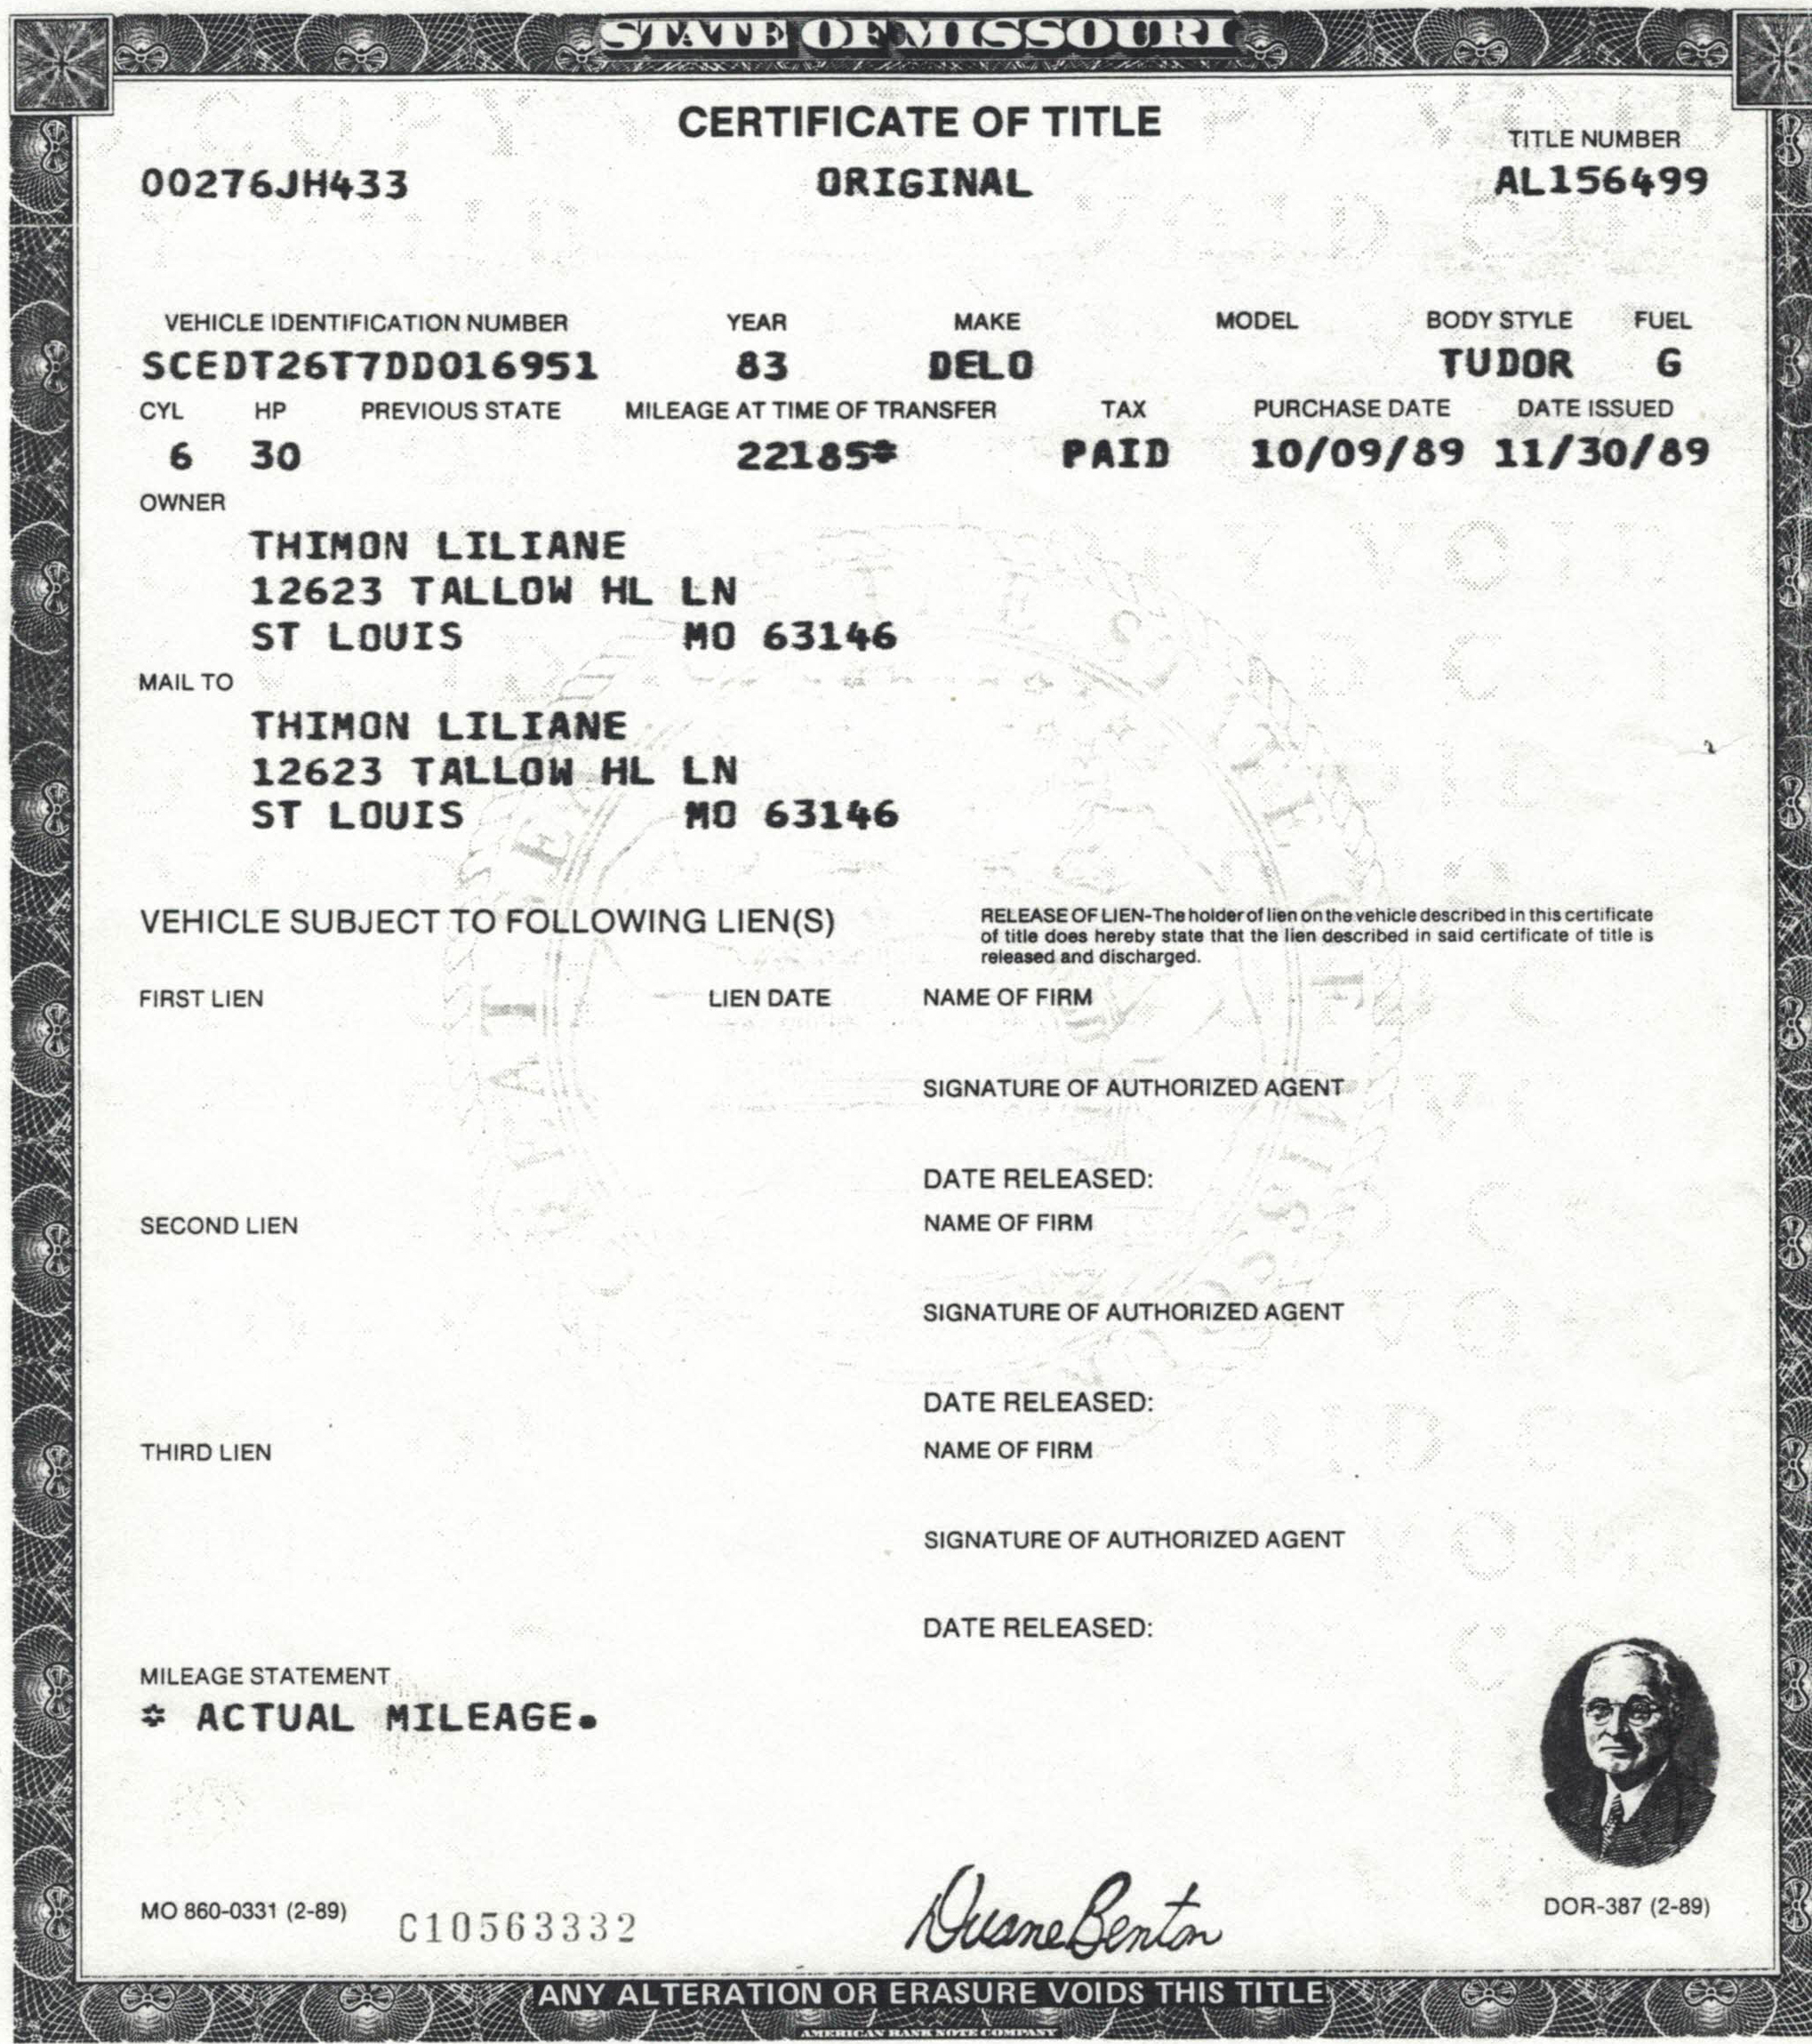 STATE OF MISSOURI
CERTIFICATE OF TITLE
TITLE NUMBER
00276JH433 ORIGINAL AL156499
VEHICLE IDENTIFICATION NUMBER YEAR MAKE MODEL BODY STYLE FUEL
SCEDT26T7DD016951 83 DELO TUDOR G
CYL HP PREVIOUS STATE MILEAGE AT TIME OF TRANSFER TAX PURCHASE DATE DATE ISSUED
6 30 22185* PAID 10/09/89 11/30/89
OWNER
THIMON LILIANE
12623 TALLOW HL LN
ST LOUIS MO 63146
MAIL TO
THIMON LILIANE
12623 TALLOW HL LN
ST LOUIS MO 63146
VEHICLE SUBJECT TO FOLLOWING LIEN(S)
RELEASE OF LIEN-The holder of lien on the vehicle described in this certificate
of title does hereby state that the lien described in said certificate of title is
released and discharged.
FIRST LIEN LIEN DATE NAME OF FIRM
SIGNATURE OF AUTHORIZED AGENT
DATE RELEASED:
SECOND LIEN NAME OF FIRM
SIGNATURE OF AUTHORIZED AGENT
DATE RELEASED:
THIRD LIEN NAME OF FIRM
SIGNATURE OF AUTHORIZED AGENT
DATE RELEASED:
MILEAGE STATEMENT
* ACTUAL MILEAGE.
MO 860-0331 (2-89) C10563332 Duane Benton DOR-387 (2-89)
ANY ALTERATION OR ERASURE VOIDS THIS TITLE
AMERICAN BANK NOTE COMPANY